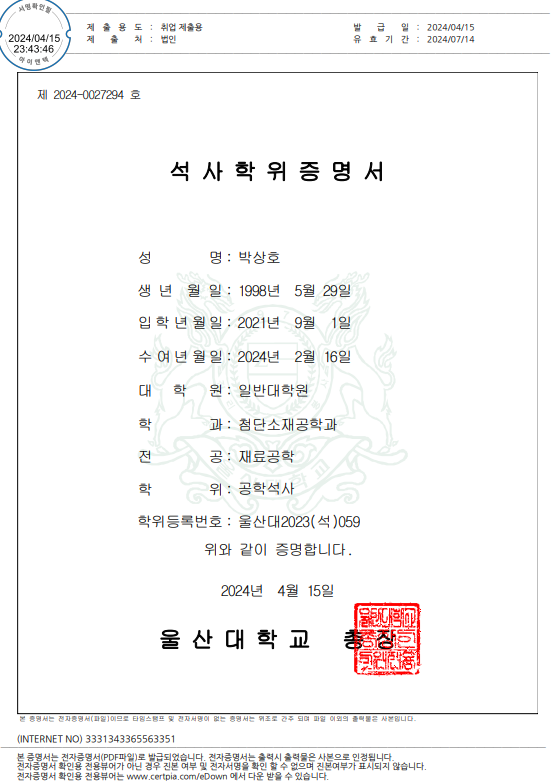 서명확인필
2024/04/15
23:43:46
아이앤텍
제 출 용 도 : 취업 제출용
제 출 처 : 법인
발 급 일 : 2024/04/15
유 효 기 간 : 2024/07/14
제 2024-0027294 호
석 사 학 위 증 명 서
성 명 : 박상호
생 년 월 일 : 1998년 5월 29일
입 학 년 월 일 : 2021년 9월 1일
수 여 년 월 일 : 2024년 2월 16일
대 학 원 : 일반대학원
학 과 : 첨단소재공학과
전 공 : 재료공학
학 위 : 공학석사
학위등록번호 : 울산대2023(석)059
위와 같이 증명합니다.
2024년 4월 15일
울 산 대 학 교 총 장
본 증명서는 전자증명서(파일)이므로 타임스탬프 및 전자서명이 없는 증명서는 위조로 간주 되며 파일 이외의 출력물은 사본입니다.
(INTERNET NO) 3331343365563351
본 증명서는 전자증명서(PDF파일)로 발급되었습니다. 전자증명서는 출력시 출력물은 사본으로 인정됩니다.
전자증명서 확인용 전용뷰어가 아닌 경우 진본 여부 및 전자서명을 확인 할 수 없으며 진본여부가 표시되지 않습니다.
전자증명서 확인용 전용뷰어는 www.certpia.com/eDown 에서 다운 받을 수 있습니다.